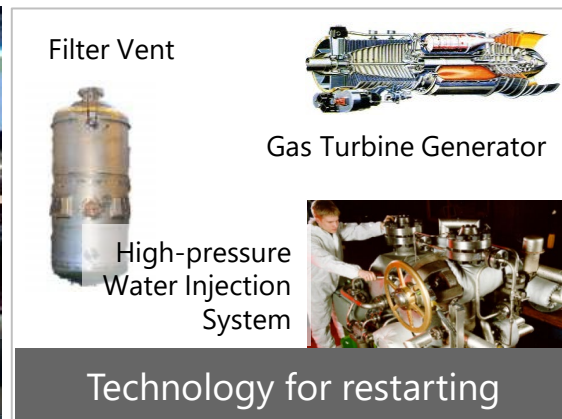 Filter Vent
Gas Turbine Generator
High-pressure
Water Injection
System
Technology for restarting